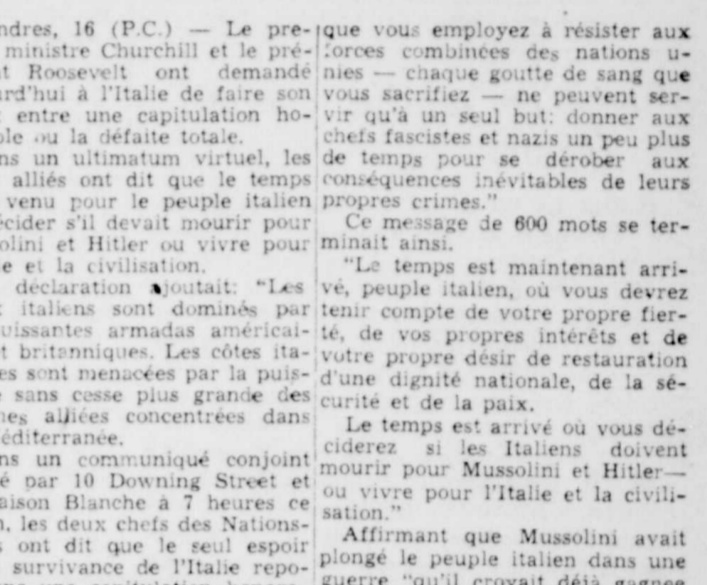 ndres, 16 (P.C.) — Le pre-
ministre Churchill et le pré-
t Roosevelt ont demandé
urd'hui à l'Italie de faire son
entre une capitulation ho-
ble ou la défaite totale.
ns un ultimatum virtuel, les
alliés ont dit que le temps
venu pour le peuple italien
écider s'il devait mourir pour
olini et Hitler ou vivre pour
e et la civilisation.
déclaration ajoutait: "Les
italiens sont dominés par
uissantes armadas américai-
t britanniques. Les côtes ita-
es sont menacées par la puis-
sans cesse plus grande des
nes alliées concentrées dans
éditerranée.
ns un communiqué conjoint
é par 10 Downing Street et
aison Blanche à 7 heures ce
n, les deux chefs des Nations-
ont dit que le seul espoir
survivance de l'Italie repo-
que vous employez à résister aux
forces combinées des nations u-
nies — chaque goutte de sang que
vous sacrifiez — ne peuvent ser-
vir qu'à un seul but: donner aux
chefs fascistes et nazis un peu plus
de temps pour se dérober aux
conséquences inévitables de leurs
propres crimes."
Ce message de 600 mots se ter-
minait ainsi.
"Le temps est maintenant arri-
vé, peuple italien, où vous devrez
tenir compte de votre propre fier-
té, de vos propres intérêts et de
votre propre désir de restauration
d'une dignité nationale, de la sé-
curité et de la paix.
Le temps est arrivé où vous dé-
ciderez si les Italiens doivent
mourir pour Mussolini et Hitler—
ou vivre pour l'Italie et la civili-
sation."
Affirmant que Mussolini avait
plongé le peuple italien dans une
guerre "qu'il croyait déjà gagnée